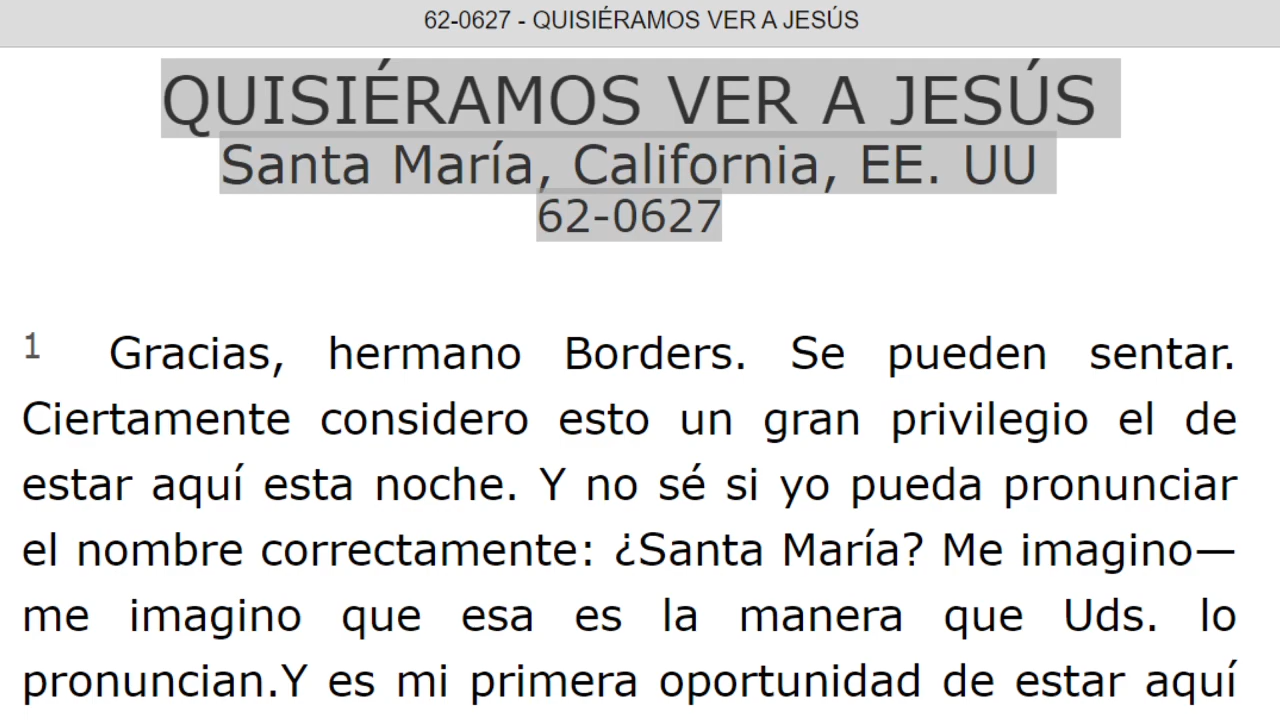 62-0627 - QUISIÉRAMOS VER A JESÚS
QUISIÉRAMOS VER A JESÚS
Santa María, California, EE. UU
62-0627
1 Gracias, hermano Borders. Se pueden sentar.
Ciertamente considero esto un gran privilegio el de
estar aquí esta noche. Y no sé si yo pueda pronunciar
el nombre correctamente: ¿Santa María? Me imagino—
me imagino que esa es la manera que Uds. lo
pronuncian.Y es mi primera oportunidad de estar aquí